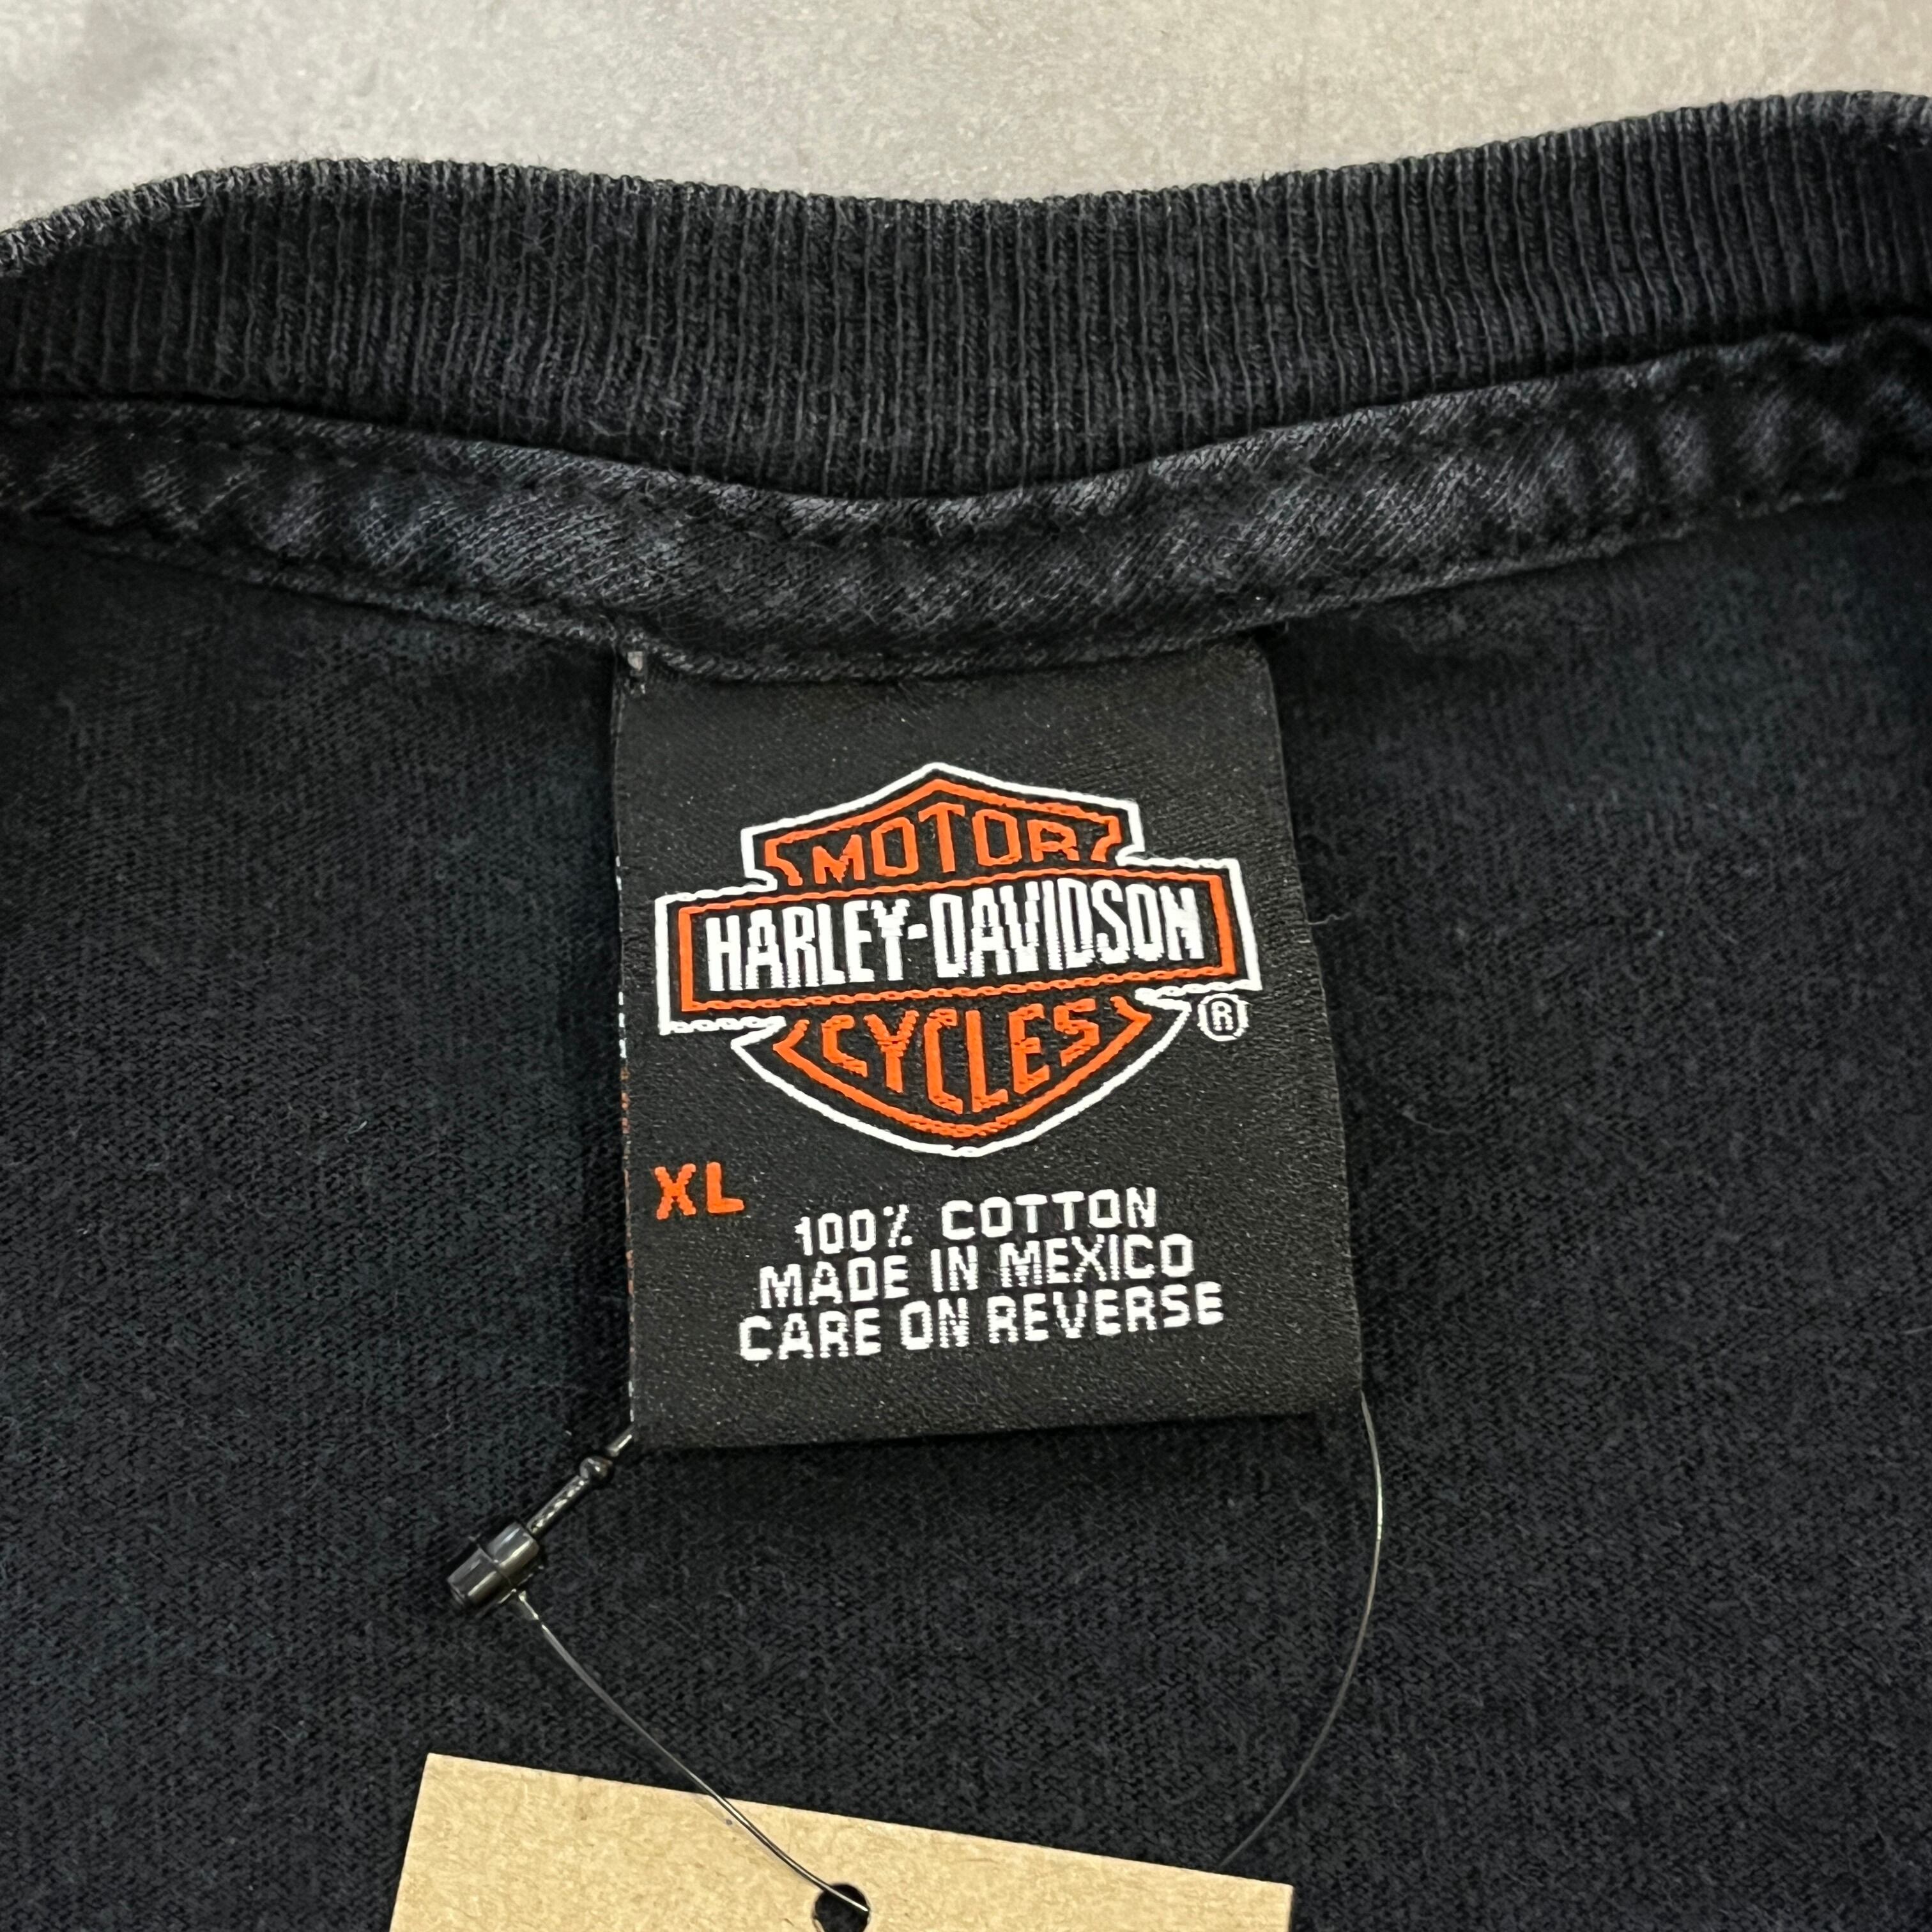 MOTOR
HARLEY-DAVIDSON
CYCLES
®
XL
100% COTTON
MADE IN MEXICO
CARE ON REVERSE